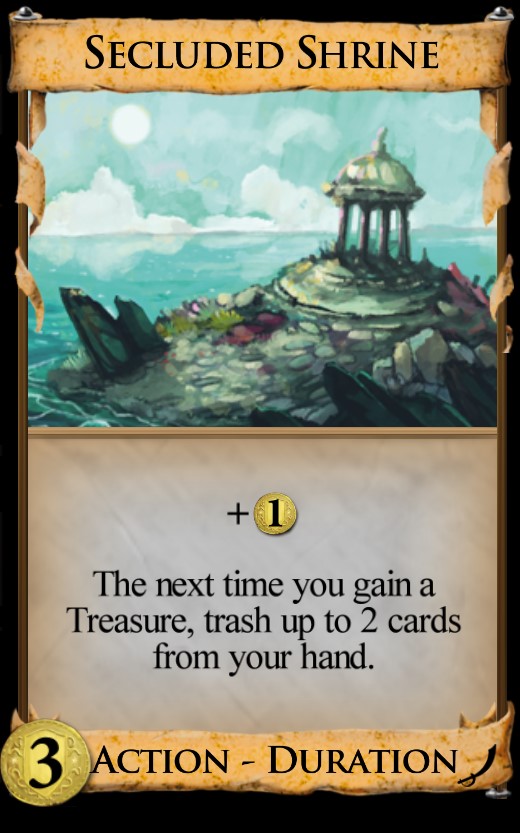 Secluded Shrine
+1
The next time you gain a
Treasure, trash up to 2 cards
from your hand.
3 Action - Duration